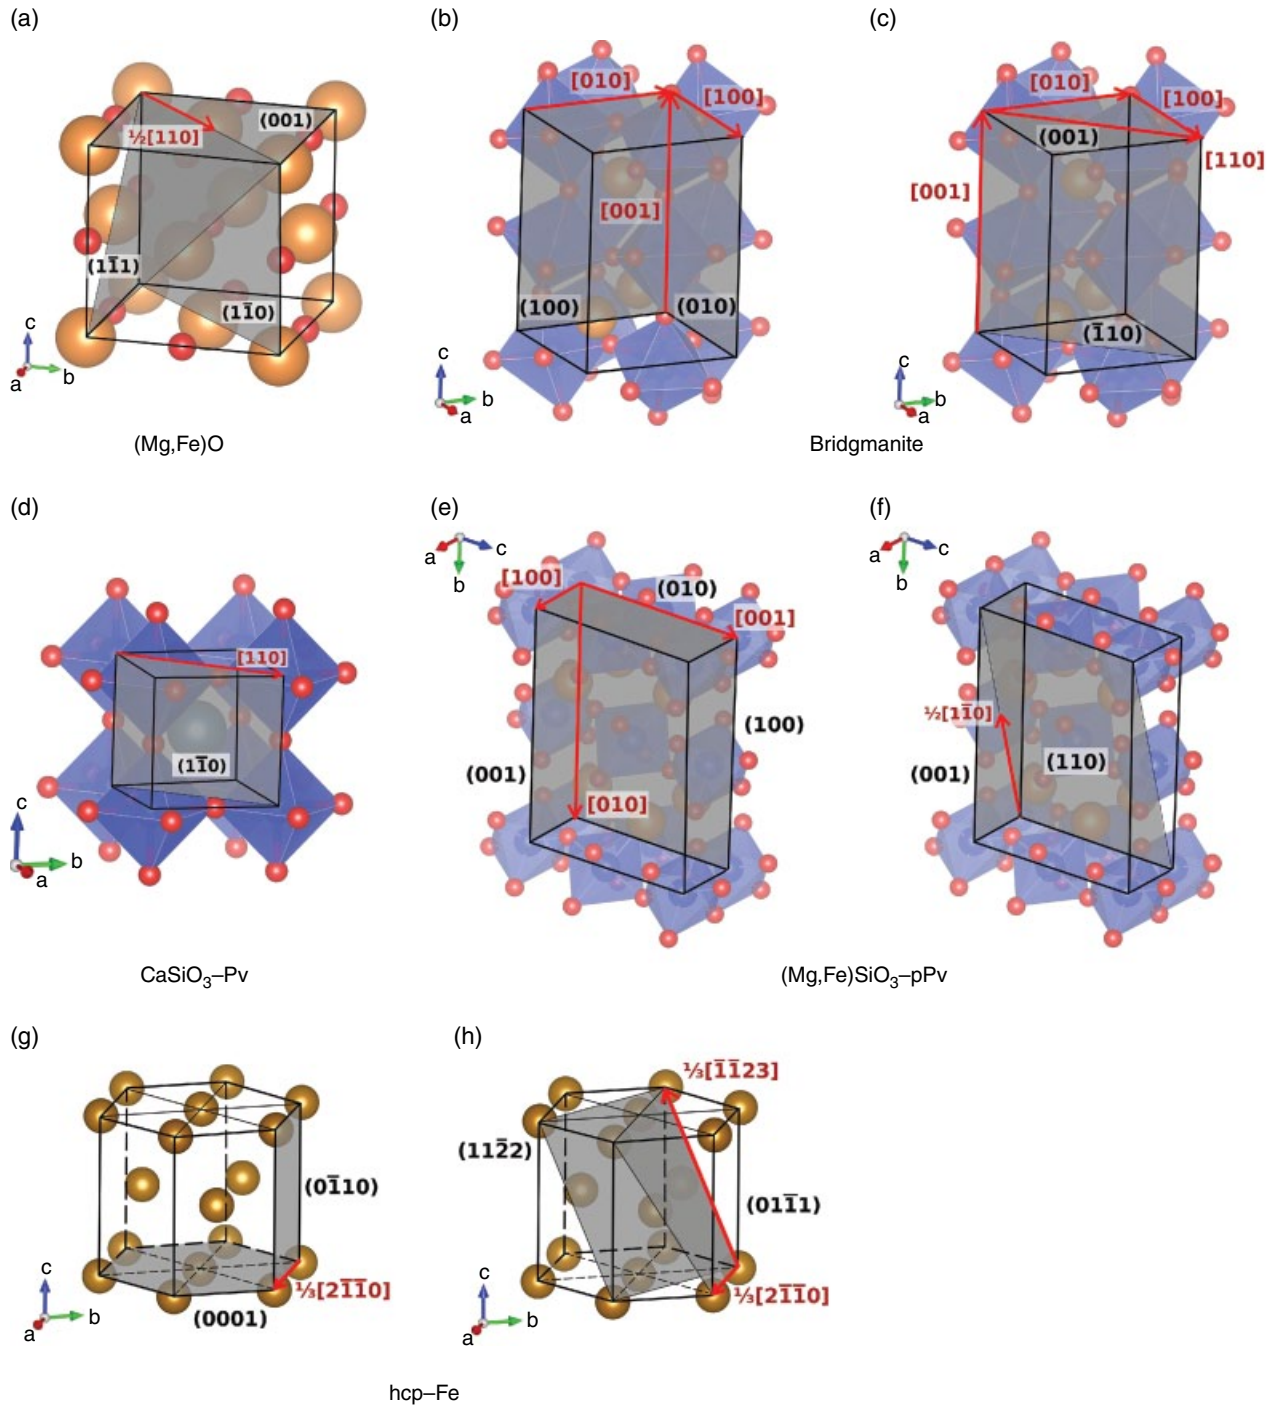 (a)
(001)
½[110]
(11̄1)
(11̄0)
c
b
a
(Mg,Fe)O
(b)
[010]
[100]
[001]
(100)
(010)
c
b
a
(c)
[010]
[100]
(001)
[110]
[001]
(1̄10)
c
b
a
Bridgmanite
(d)
[110]
(11̄0)
c
b
a
CaSiO₃–Pv
(e)
a
c
b
[100]
(010)
[001]
(100)
(001)
[010]
(f)
a
c
b
½[11̄0]
(001)
(110)
(Mg,Fe)SiO₃–pPv
(g)
(01̄10)
⅓[21̄1̄0]
(0001)
c
b
a
(h)
⅓[1̄1̄23]
(112̄2)
(011̄1)
⅓[21̄1̄0]
c
b
a
hcp–Fe